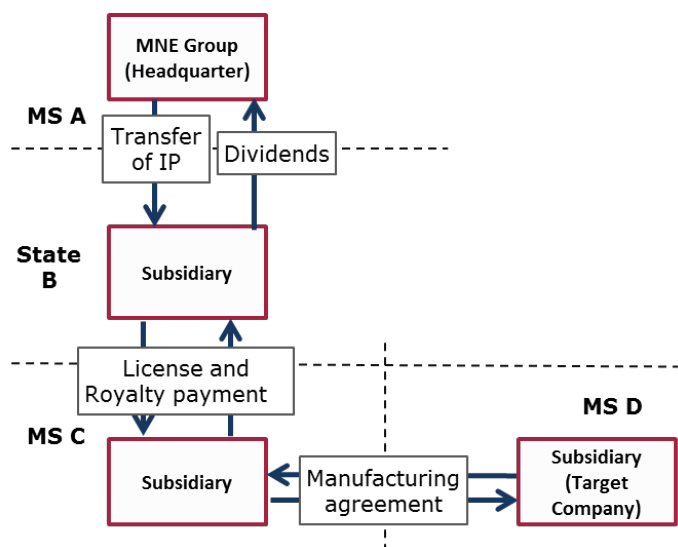 MNE Group
(Headquarter)
MS A
Transfer
of IP
Dividends
State
B
Subsidiary
License and
Royalty payment
MS C
MS D
Subsidiary
Manufacturing
agreement
Subsidiary
(Target
Company)